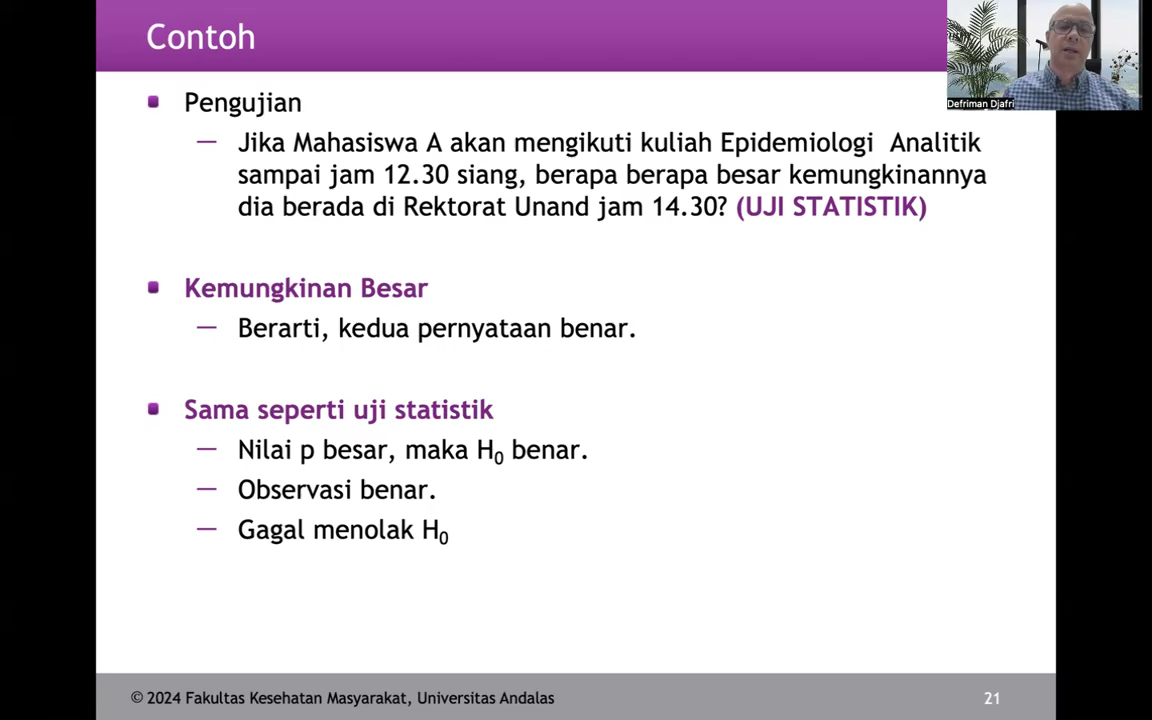 Contoh
Defriman Djafri
Pengujian
— Jika Mahasiswa A akan mengikuti kuliah Epidemiologi Analitik
sampai jam 12.30 siang, berapa berapa besar kemungkinannya
dia berada di Rektorat Unand jam 14.30? (UJI STATISTIK)
Kemungkinan Besar
— Berarti, kedua pernyataan benar.
Sama seperti uji statistik
— Nilai p besar, maka H₀ benar.
— Observasi benar.
— Gagal menolak H₀
© 2024 Fakultas Kesehatan Masyarakat, Universitas Andalas
21